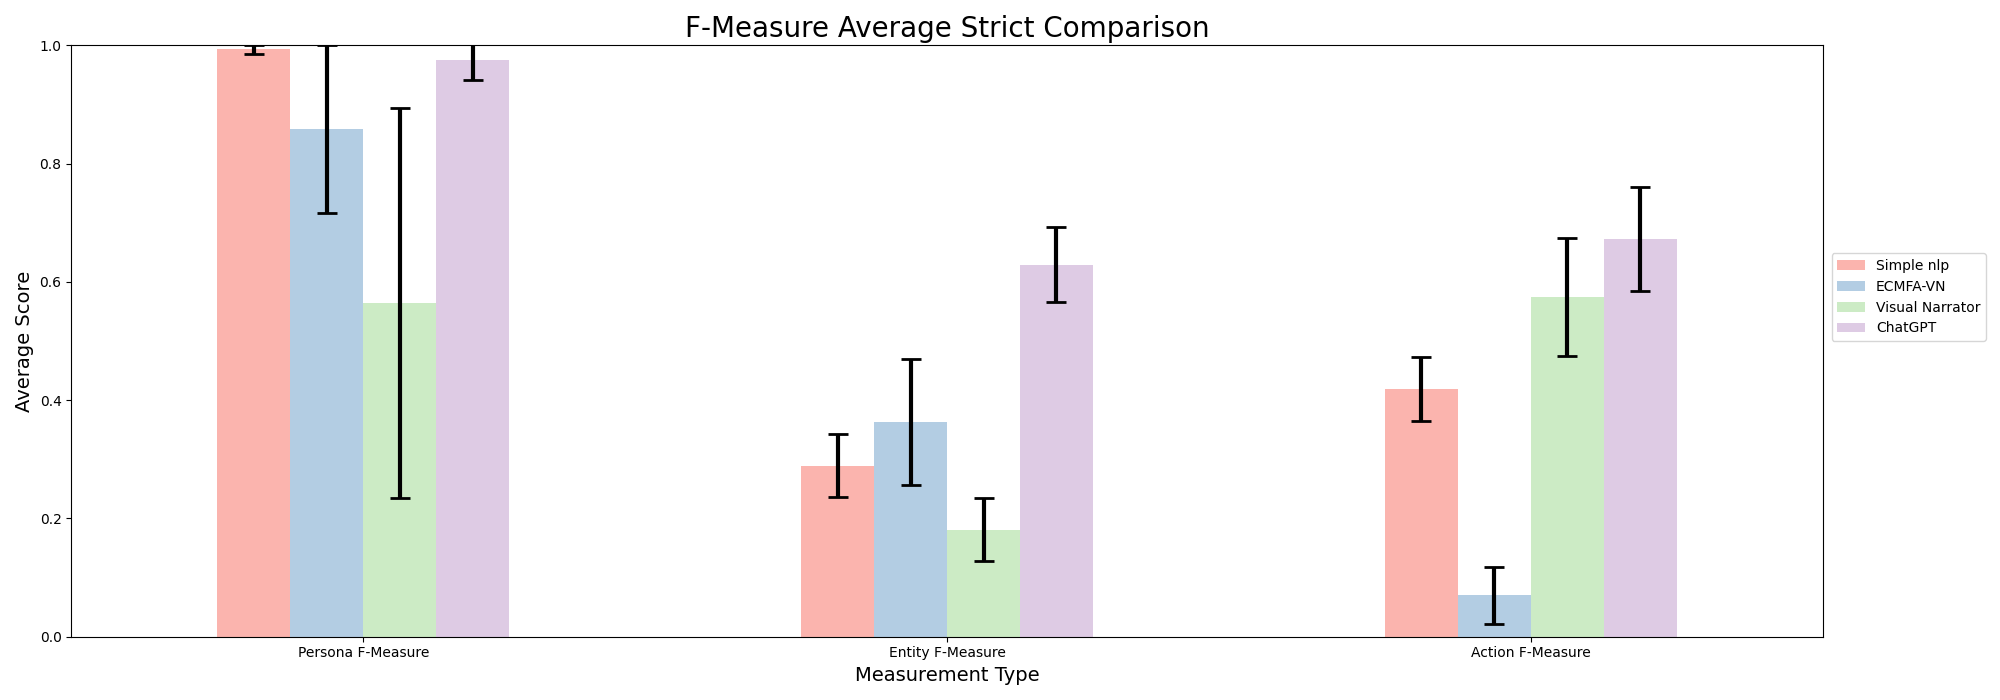 F-Measure Average Strict Comparison
1.0
0.8
0.6
0.4
0.2
0.0
Average Score
Persona F-Measure
Entity F-Measure
Action F-Measure
Measurement Type
Simple nlp
ECMFA-VN
Visual Narrator
ChatGPT